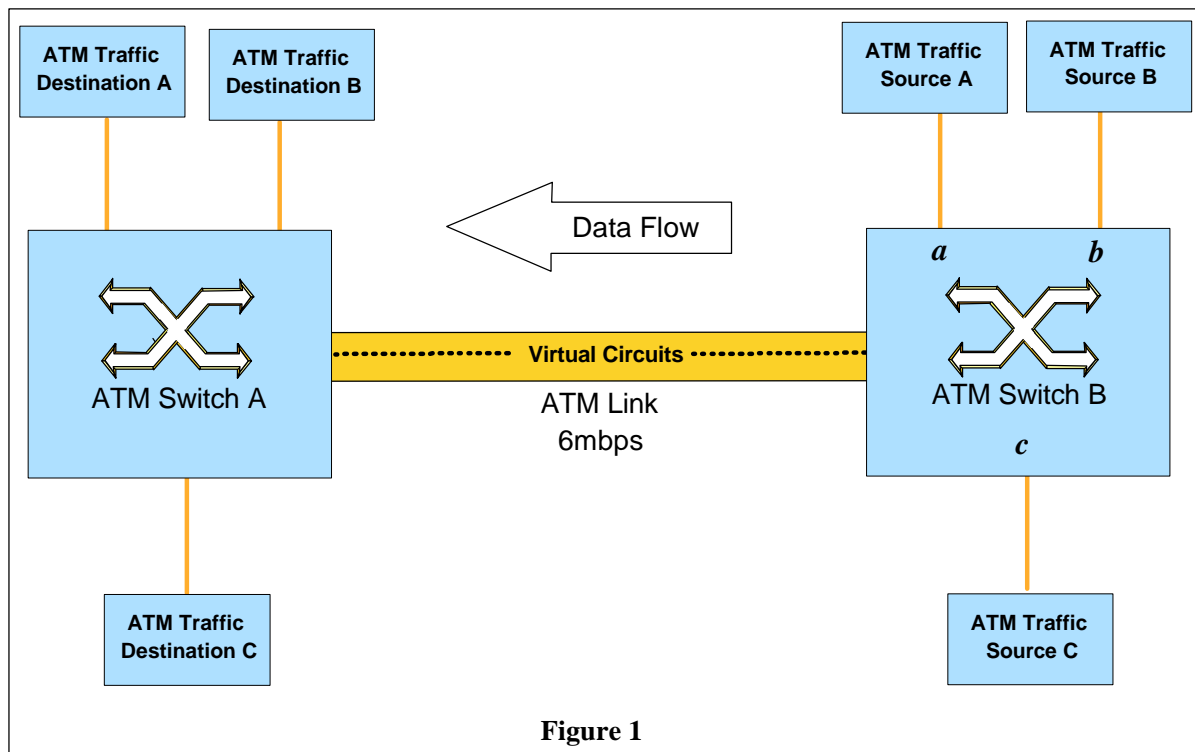 ATM Traffic
Destination A
ATM Traffic
Destination B
ATM Traffic
Source A
ATM Traffic
Source B
Data Flow
a
b
Virtual Circuits
ATM Switch A
ATM Link
6mbps
ATM Switch B
c
ATM Traffic
Destination C
ATM Traffic
Source C
Figure 1